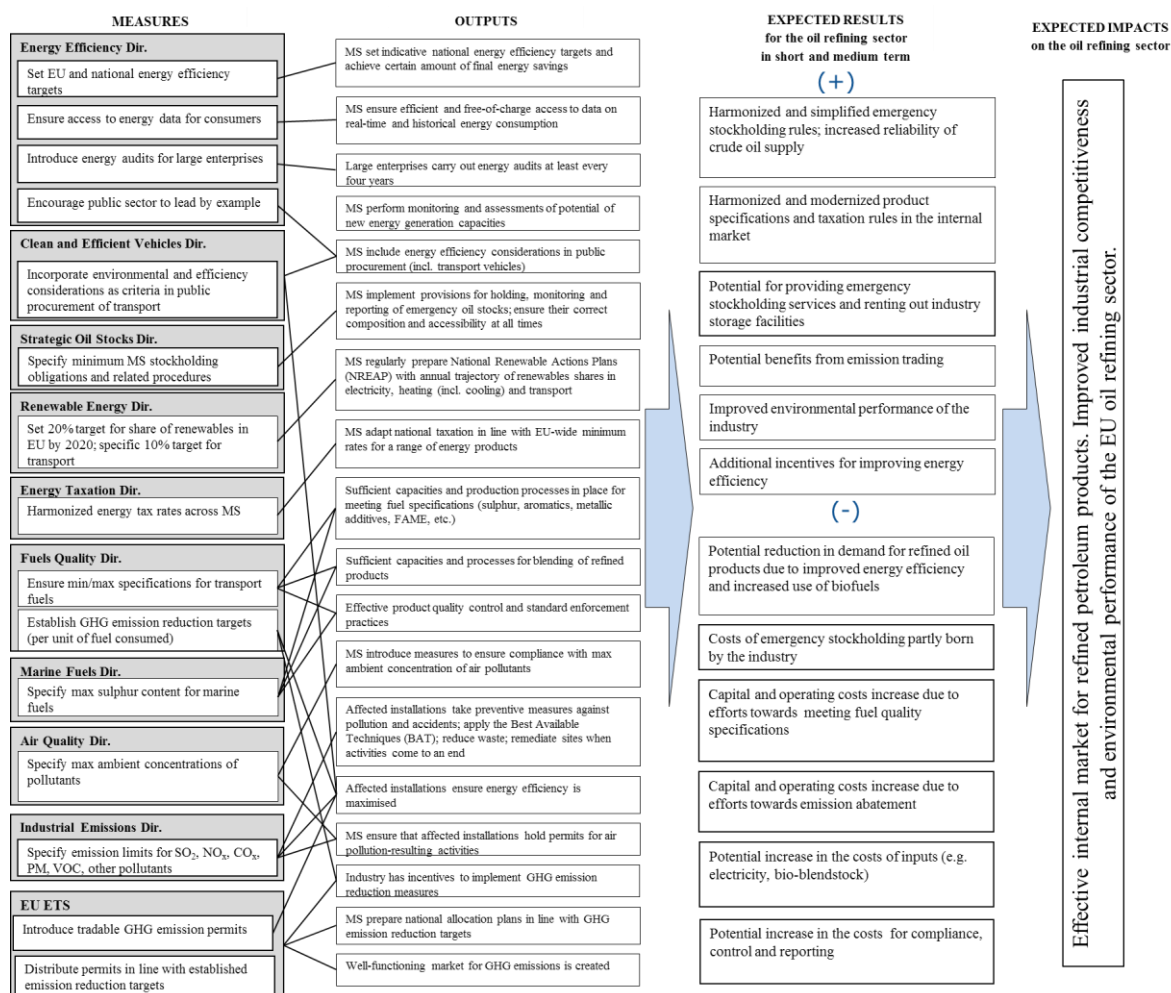 MEASURES
Energy Efficiency Dir.
Set EU and national energy efficiency
targets
Ensure access to energy data for consumers
Introduce energy audits for large enterprises
Encourage public sector to lead by example
Clean and Efficient Vehicles Dir.
Incorporate environmental and efficiency
considerations as criteria in public
procurement of transport
Strategic Oil Stocks Dir.
Specify minimum MS stockholding
obligations and related procedures
Renewable Energy Dir.
Set 20% target for share of renewables in
EU by 2020; specific 10% target for
transport
Energy Taxation Dir.
Harmonized energy tax rates across MS
Fuels Quality Dir.
Ensure min/max specifications for transport
fuels
Establish GHG emission reduction targets
(per unit of fuel consumed)
Marine Fuels Dir.
Specify max sulphur content for marine
fuels
Air Quality Dir.
Specify max ambient concentrations of
pollutants
Industrial Emissions Dir.
Specify emission limits for SO₂, NOₓ, COₓ,
PM, VOC, other pollutants
EU ETS
Introduce tradable GHG emission permits
Distribute permits in line with established
emission reduction targets
OUTPUTS
MS set indicative national energy efficiency targets and
achieve certain amount of final energy savings
MS ensure efficient and free-of-charge access to data on
real-time and historical energy consumption
Large enterprises carry out energy audits at least every
four years
MS perform monitoring and assessments of potential of
new energy generation capacities
MS include energy efficiency considerations in public
procurement (incl. transport vehicles)
MS implement provisions for holding, monitoring and
reporting of emergency oil stocks; ensure their correct
composition and accessibility at all times
MS regularly prepare National Renewable Actions Plans
(NREAP) with annual trajectory of renewables shares in
electricity, heating (incl. cooling) and transport
MS adapt national taxation in line with EU-wide minimum
rates for a range of energy products
Sufficient capacities and production processes in place for
meeting fuel specifications (sulphur, aromatics, metallic
additives, FAME, etc.)
Sufficient capacities and processes for blending of refined
products
Effective product quality control and standard enforcement
practices
MS introduce measures to ensure compliance with max
ambient concentration of air pollutants
Affected installations take preventive measures against
pollution and accidents; apply the Best Available
Techniques (BAT); reduce waste; remediate sites when
activities come to an end
Affected installations ensure energy efficiency is
maximised
MS ensure that affected installations hold permits for air
pollution-resulting activities
Industry has incentives to implement GHG emission
reduction measures
MS prepare national allocation plans in line with GHG
emission reduction targets
Well-functioning market for GHG emissions is created
EXPECTED RESULTS
for the oil refining sector
in short and medium term
(+)
Harmonized and simplified emergency
stockholding rules; increased reliability of
crude oil supply
Harmonized and modernized product
specifications and taxation rules in the internal
market
Potential for providing emergency
stockholding services and renting out industry
storage facilities
Potential benefits from emission trading
Improved environmental performance of the
industry
Additional incentives for improving energy
efficiency
(-)
Potential reduction in demand for refined oil
products due to improved energy efficiency
and increased use of biofuels
Costs of emergency stockholding partly born
by the industry
Capital and operating costs increase due to
efforts towards meeting fuel quality
specifications
Capital and operating costs increase due to
efforts towards emission abatement
Potential increase in the costs of inputs (e.g.
electricity, bio-blendstock)
Potential increase in the costs for compliance,
control and reporting
EXPECTED IMPACTS
on the oil refining sector
Effective internal market for refined petroleum products. Improved industrial competitiveness
and environmental performance of the EU oil refining sector.